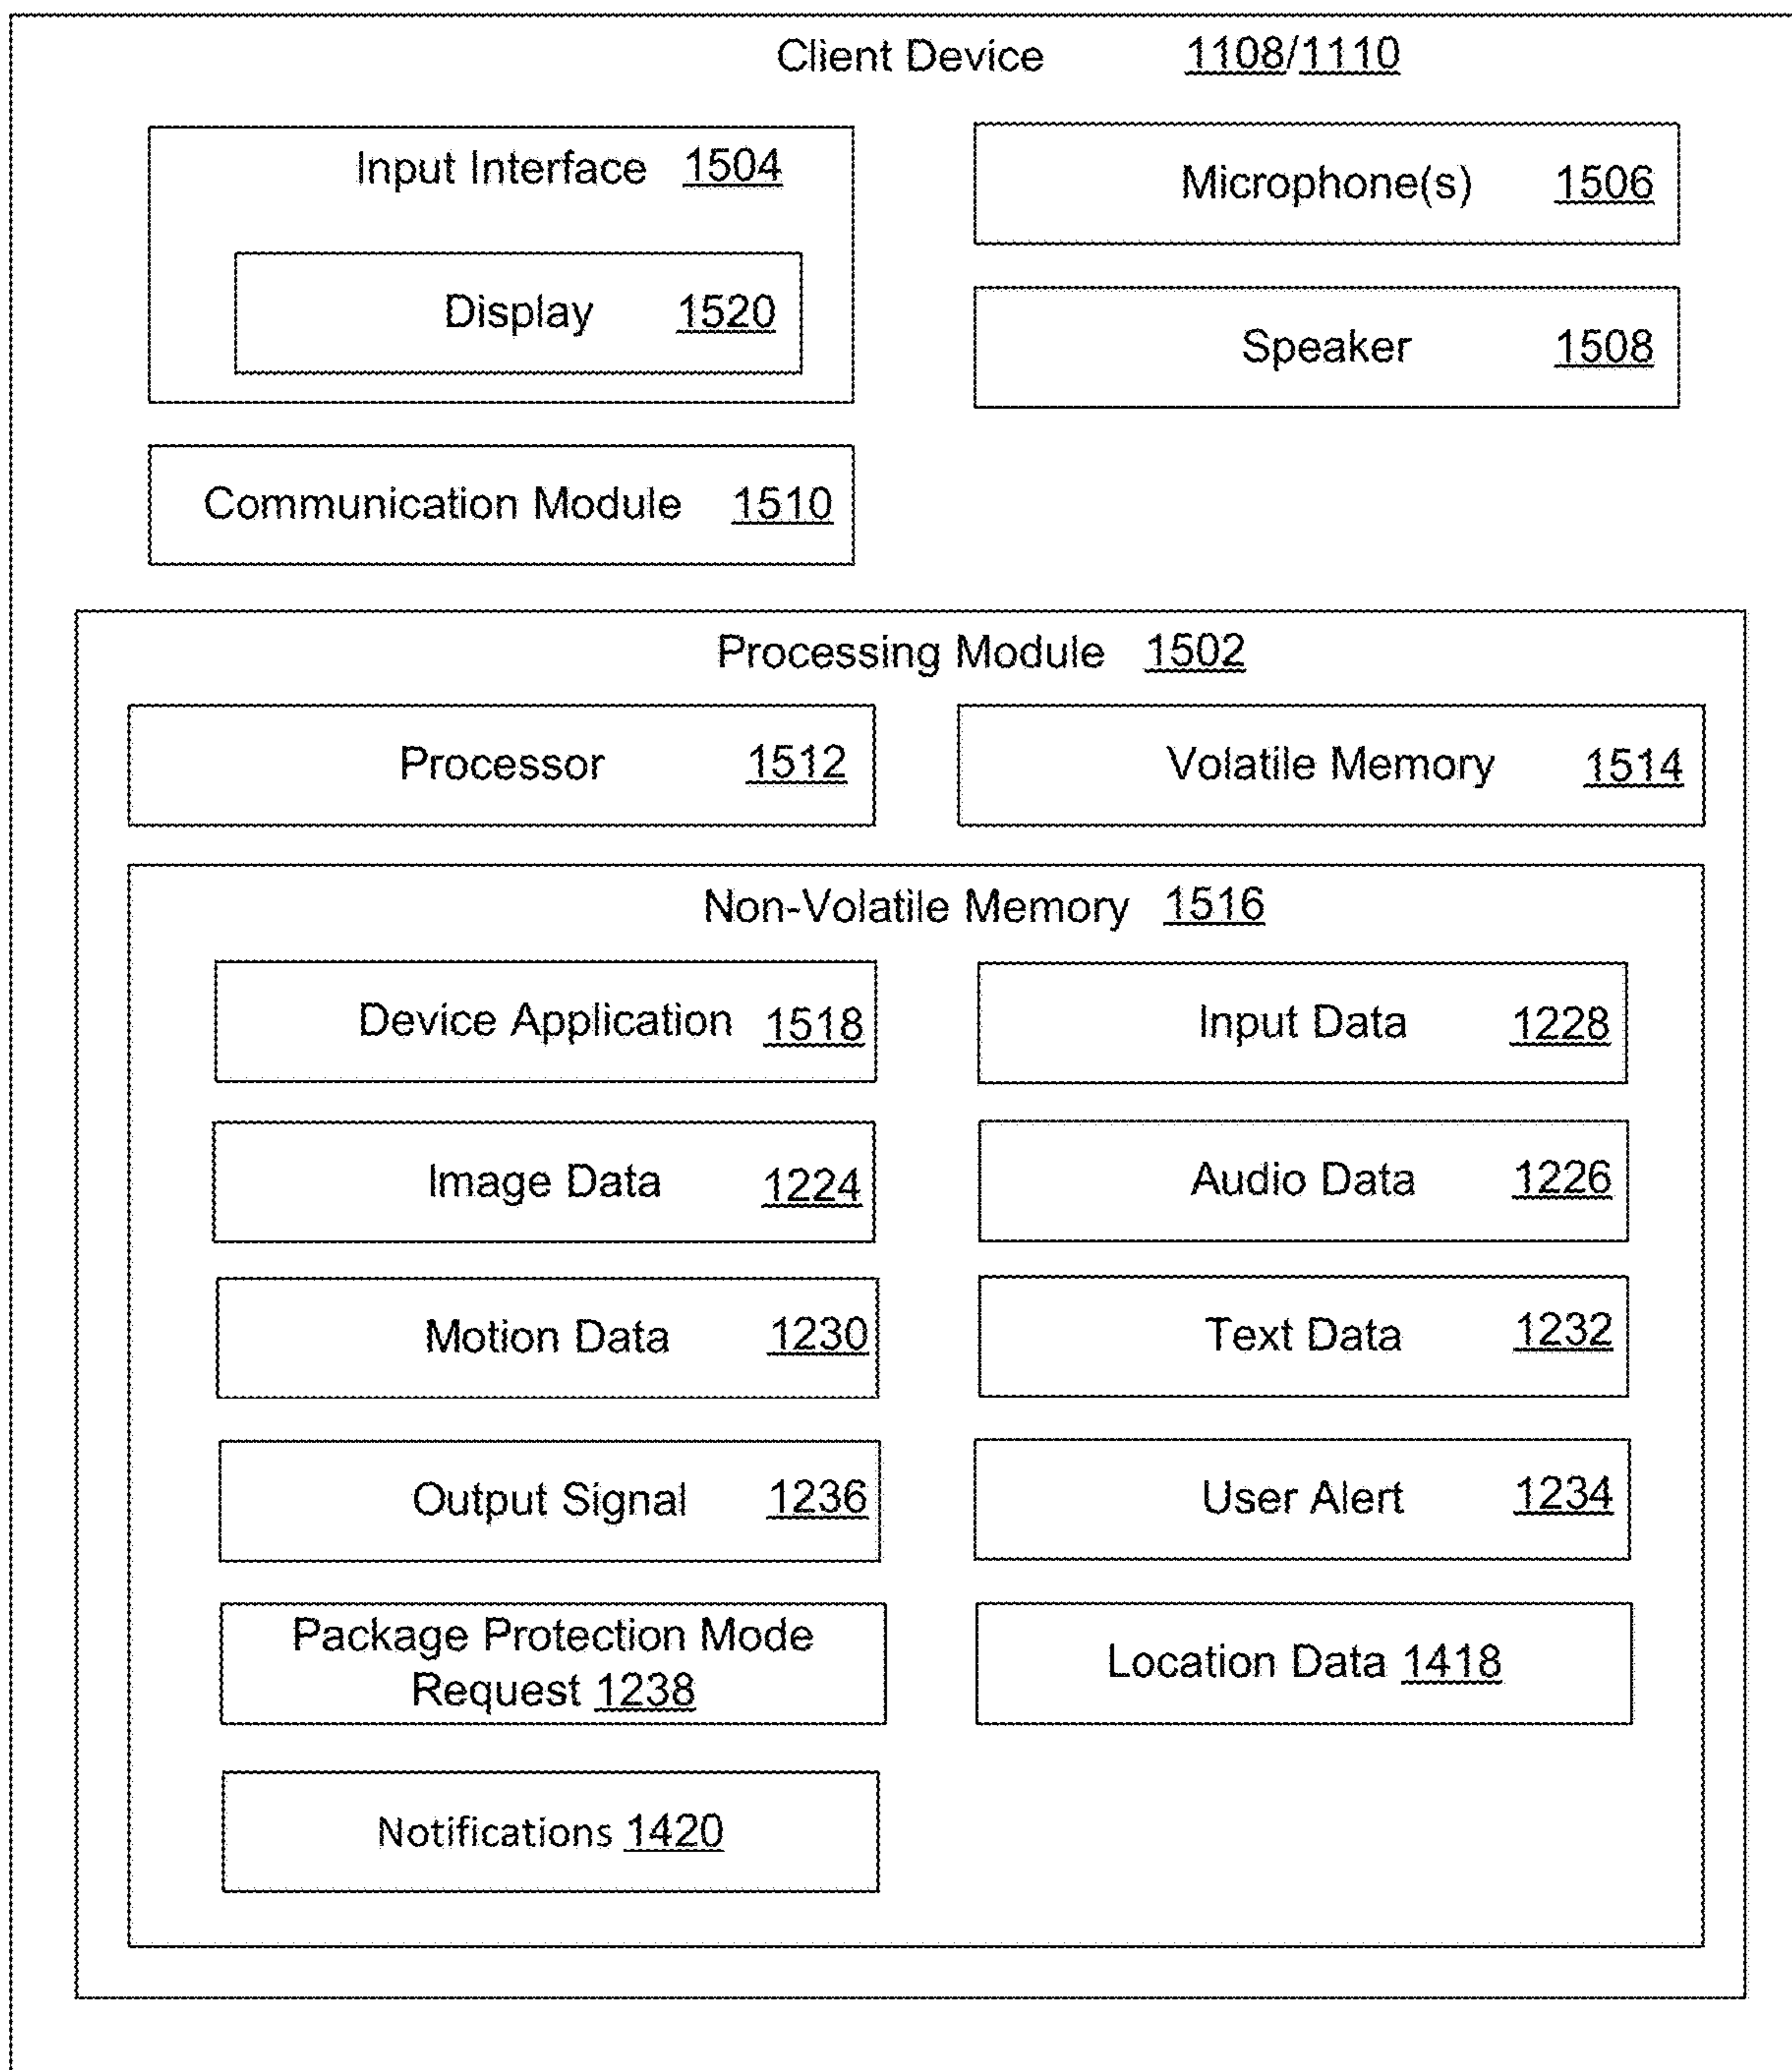 Client Device 1108/1110
Input Interface 1504
Microphone(s) 1506
Display 1520
Speaker 1508
Communication Module 1510
Processing Module 1502
Processor 1512
Volatile Memory 1514
Non-Volatile Memory 1516
Device Application 1518
Input Data 1228
Image Data 1224
Audio Data 1226
Motion Data 1230
Text Data 1232
Output Signal 1236
User Alert 1234
Package Protection Mode
Request 1238
Location Data 1418
Notifications 1420